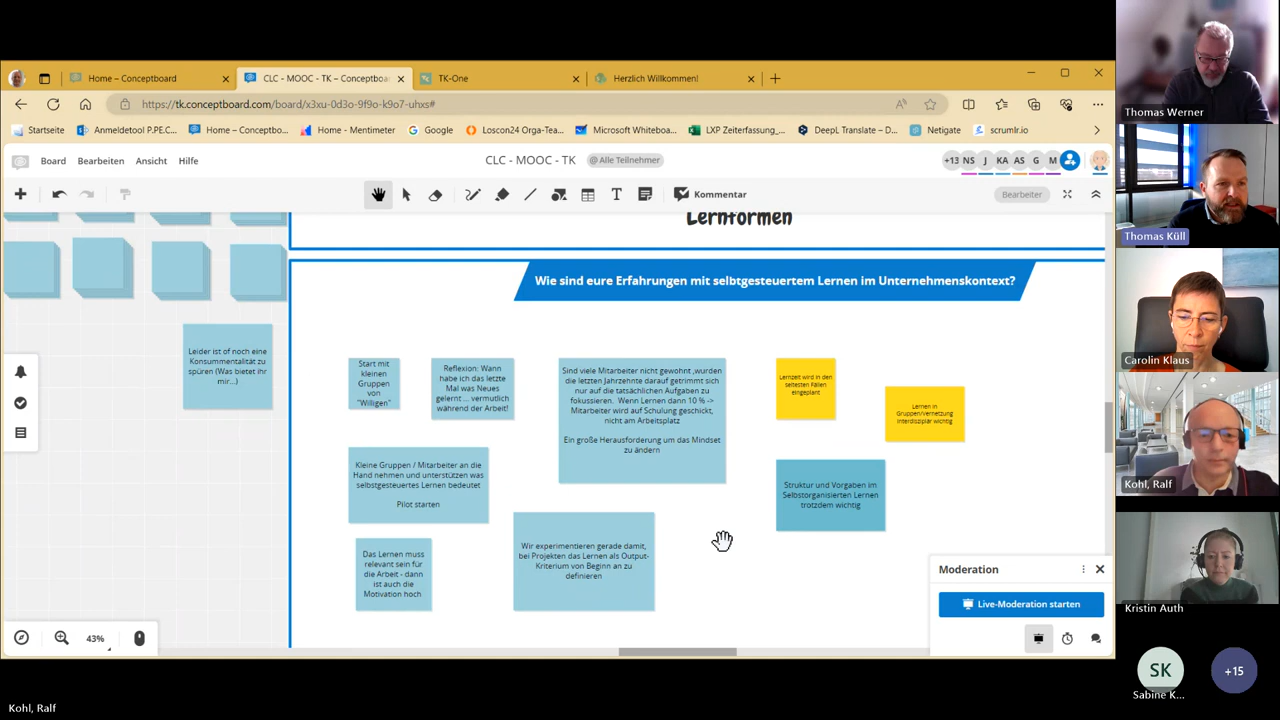 Home – Conceptboard
CLC - MOOC - TK – Conceptboa
TK-One
Herzlich Willkommen!
https://tk.conceptboard.com/board/x3xu-0d3o-9f9o-k9o7-uhxs#
Startseite
Anmeldetool P.PE.C...
Home – Conceptbo...
Home - Mentimeter
Google
Loscon24 Orga-Tea...
Microsoft Whiteboa...
LXP Zeiterfassung_...
DeepL Translate – D...
Netigate
scrumlr.io
Board
Bearbeiten
Ansicht
Hilfe
CLC - MOOC - TK
@ Alle Teilnehmer
+13 NS J KA AS G M
Kommentar
Bearbeiter
Lernformen
Wie sind eure Erfahrungen mit selbtgesteuertem Lernen im Unternehmenskontext?
Leider ist of noch eine
Konsummentalität zu
spüren (Was bietet ihr
mir...)
Start mit
kleinen
Gruppen
von
"Willigen"
Reflexion: Wann
habe ich das letzte
Mal was Neues
gelernt ... vermutlich
während der Arbeit!
Sind viele Mitarbeiter nicht gewohnt ,wurden
die letzten Jahrzennte darauf getrimmt sich
nur auf die tatsächlichen Aufgaben zu
fokussieren. Wenn Lernen dann 10 % ->
Mitarbeiter wird auf Schulung geschickt,
nicht am Arbeitsplatz
Ein große Herausforderung um das Mindset
zu ändern
Lernzeit wird in den
seltesten Fällen
eingeplant
Lernen in
Gruppen/Vernetzung
interdisziplär wichtig
Kleine Gruppen / Mitarbeiter an die
Hand nehmen und unterstützen was
selbstgesteuertes Lernen bedeutet
Pilot starten
Struktur und Vorgaben im
Selbstorganisierten Lernen
trotzdem wichtig
Das Lernen muss
relevant sein für
die Arbeit - dann
ist auch die
Motivation hoch
Wir experimentieren gerade damit,
bei Projekten das Lernen als Output-
Kriterium von Beginn an zu
definieren
Moderation
Live-Moderation starten
43%
Thomas Werner
Thomas Küll
Carolin Klaus
Kohl, Ralf
Kristin Auth
SK
Sabine K...
+15
Kohl, Ralf